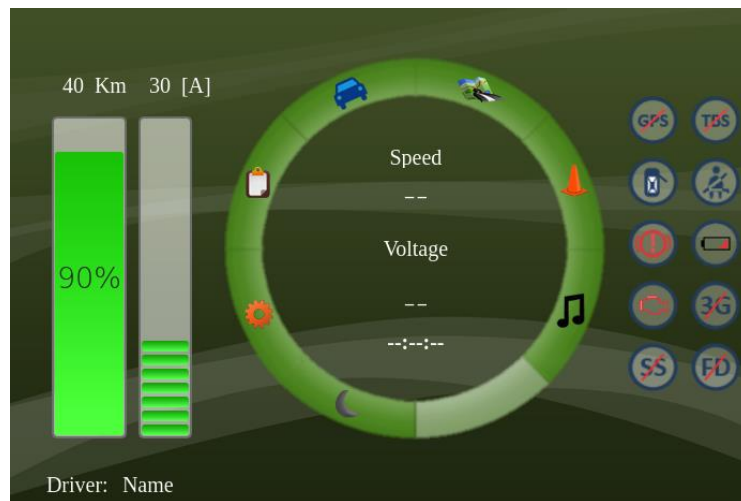 40 Km 30 [A]
GPS TBS
Speed
--
Voltage
90%
--
3G
--:--:--
SS FD
Driver: Name